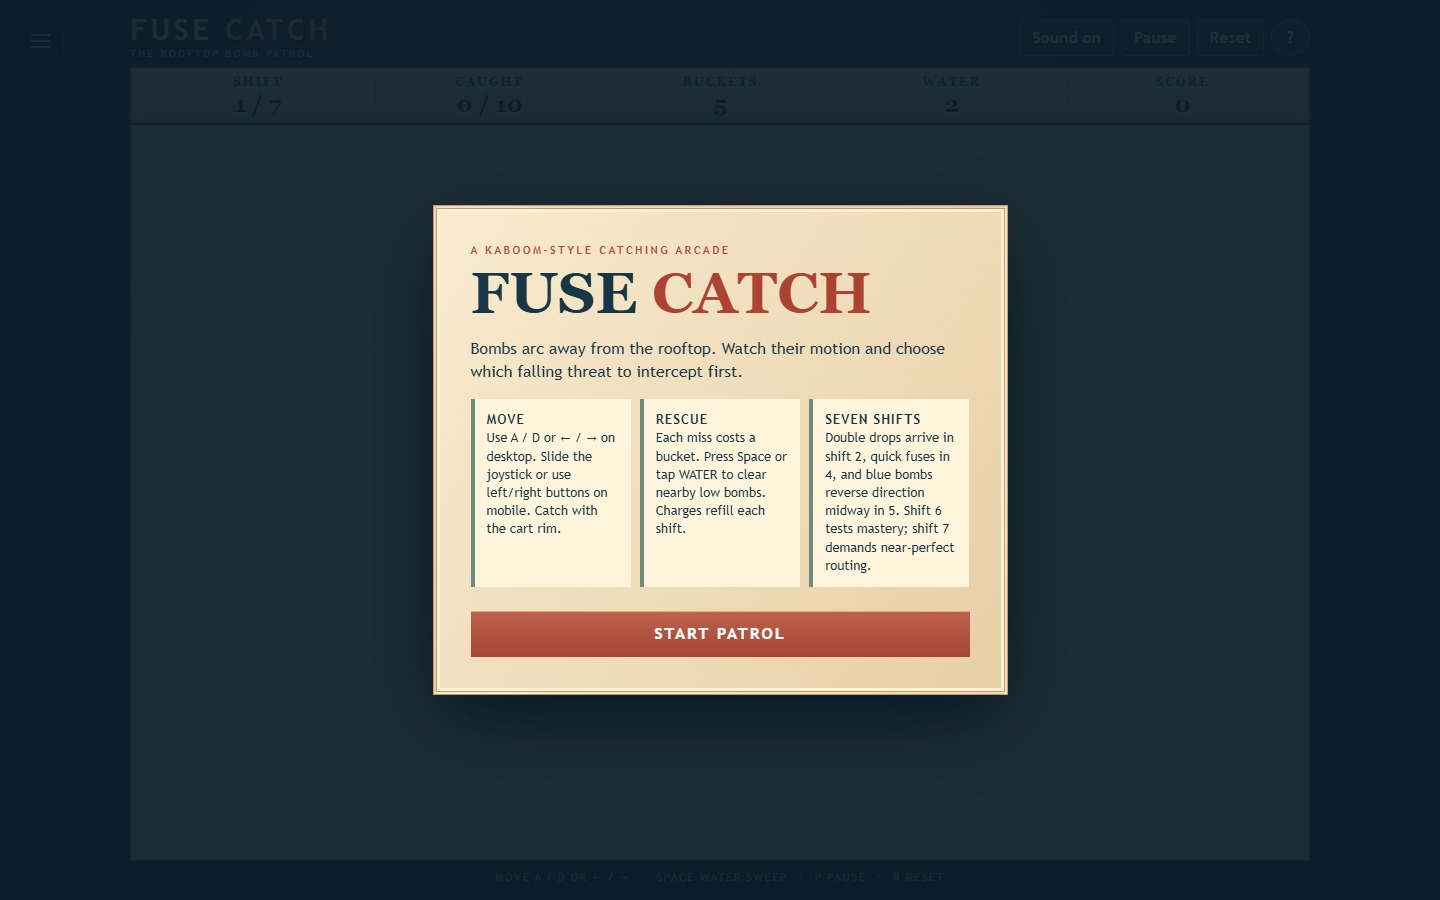 FUSE CATCH
THE ROOFTOP BOMB PATROL
Sound on
Pause
Reset
?
SHIFT
1 / 7
CAUGHT
0 / 10
BUCKETS
5
WATER
2
SCORE
0
A KABOOM-STYLE CATCHING ARCADE
FUSE CATCH
Bombs arc away from the rooftop. Watch their motion and choose
which falling threat to intercept first.
MOVE
Use A / D or ← / → on
desktop. Slide the
joystick or use
left/right buttons on
mobile. Catch with
the cart rim.
RESCUE
Each miss costs a
bucket. Press Space or
tap WATER to clear
nearby low bombs.
Charges refill each
shift.
SEVEN SHIFTS
Double drops arrive in
shift 2, quick fuses in
4, and blue bombs
reverse direction
midway in 5. Shift 6
tests mastery; shift 7
demands near-perfect
routing.
START PATROL
MOVE A / D OR ← / → · SPACE WATER SWEEP · P PAUSE · R RESET